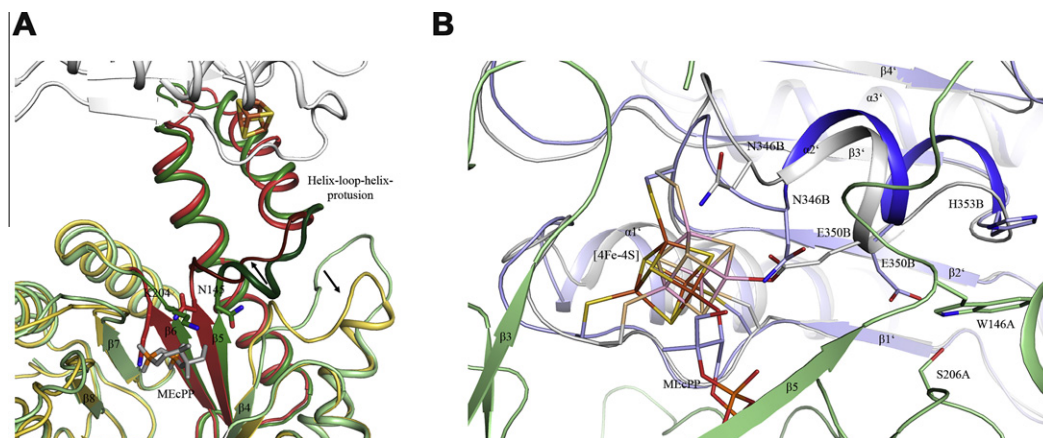 A
B
Helix-loop-helix-
protusion
K204
N145
β6
β5
β7
MEcPP
β8
β4
β4'
α3'
N346B
α2'
β3'
N346B
H353B
α1'
[4Fe-4S]
E350B
E350B
β2'
W146A
β3
β1'
MEcPP
β5
S206A